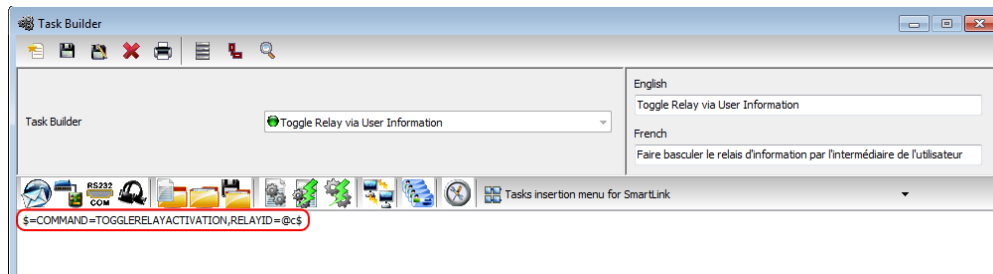 Task Builder
English
Toggle Relay via User Information
Task Builder
Toggle Relay via User Information
French
Faire basculer le relais d'information par l'intermédiaire de l'utilisateur
RS232
COM
Tasks insertion menu for SmartLink
$=COMMAND=TOGGLERELAYACTIVATION,RELAYID=@c$